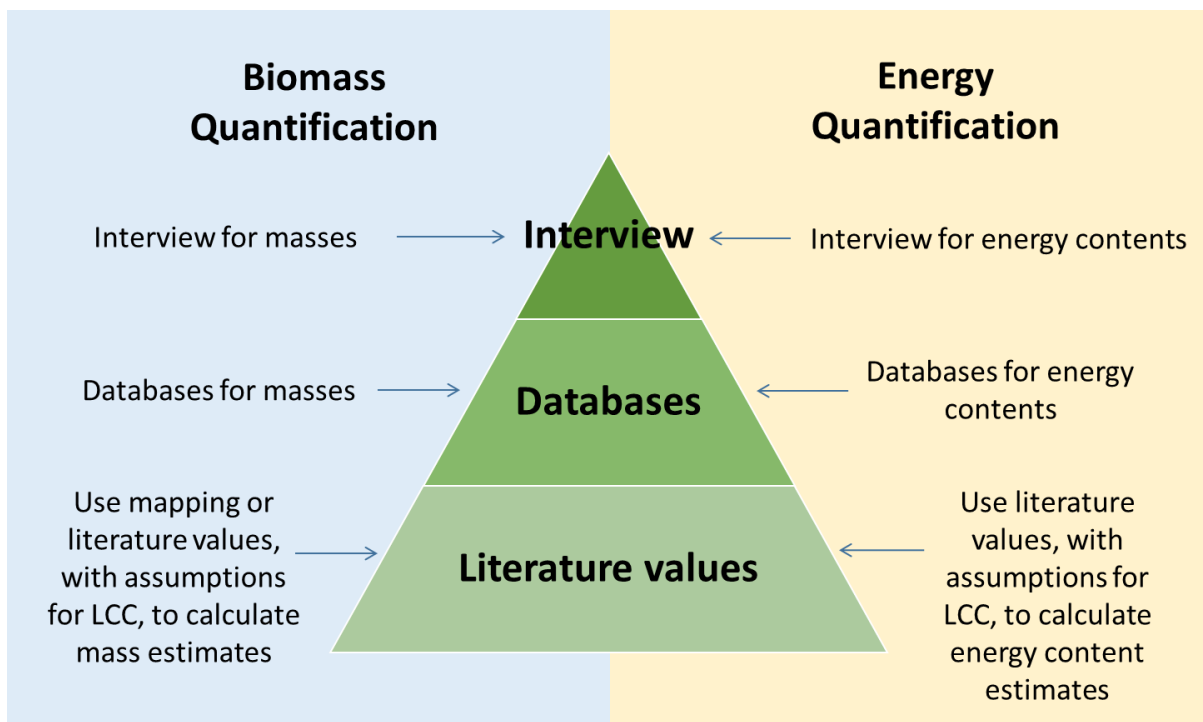 Biomass
Quantification
Energy
Quantification
Interview for masses
Interview
Interview for energy contents
Databases for masses
Databases
Databases for energy
contents
Use mapping or
literature values,
with assumptions
for LCC, to calculate
mass estimates
Literature values
Use literature
values, with
assumptions for
LCC, to calculate
energy content
estimates